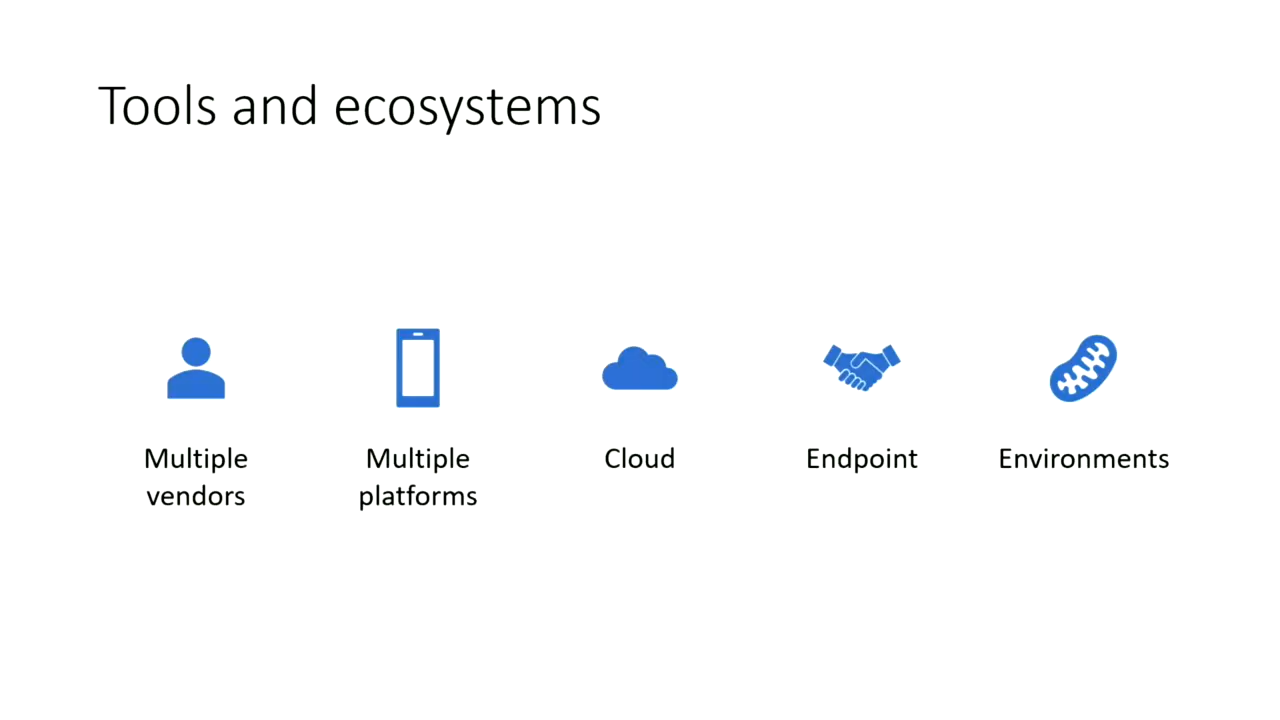 Tools and ecosystems
Multiple
vendors
Multiple
platforms
Cloud
Endpoint
Environments